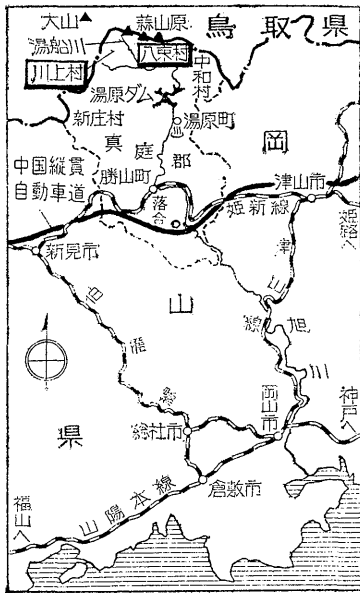 大山▲
蒜山原
鳥取県
湯船川
八束村
川上村
中和村
湯原ダム
湯原町
新庄村
真庭郡
岡山県
中国縦貫
自動車道
勝山町
落合
津山市
姫新線
姫路へ
新見市
津山線
旭川
伯備線
神戸へ
岡山市
総社市
倉敷市
山陽本線
福山へ